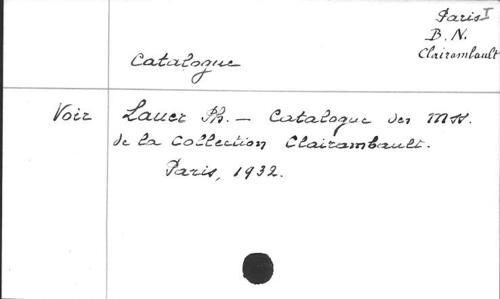 Paris I
B. N.
Clairambault
Catalogue
Voir Lauer Ph. — Catalogue des Mss.
de la Collection Clairambault.
Paris, 1932.